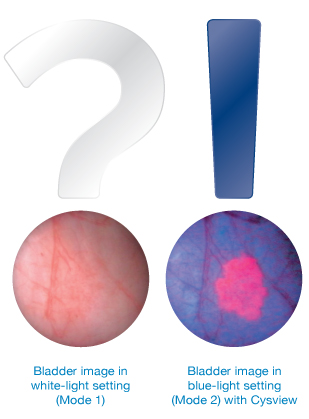 ?
!
Bladder image in
white-light setting
(Mode 1)
Bladder image in
blue-light setting
(Mode 2) with Cysview